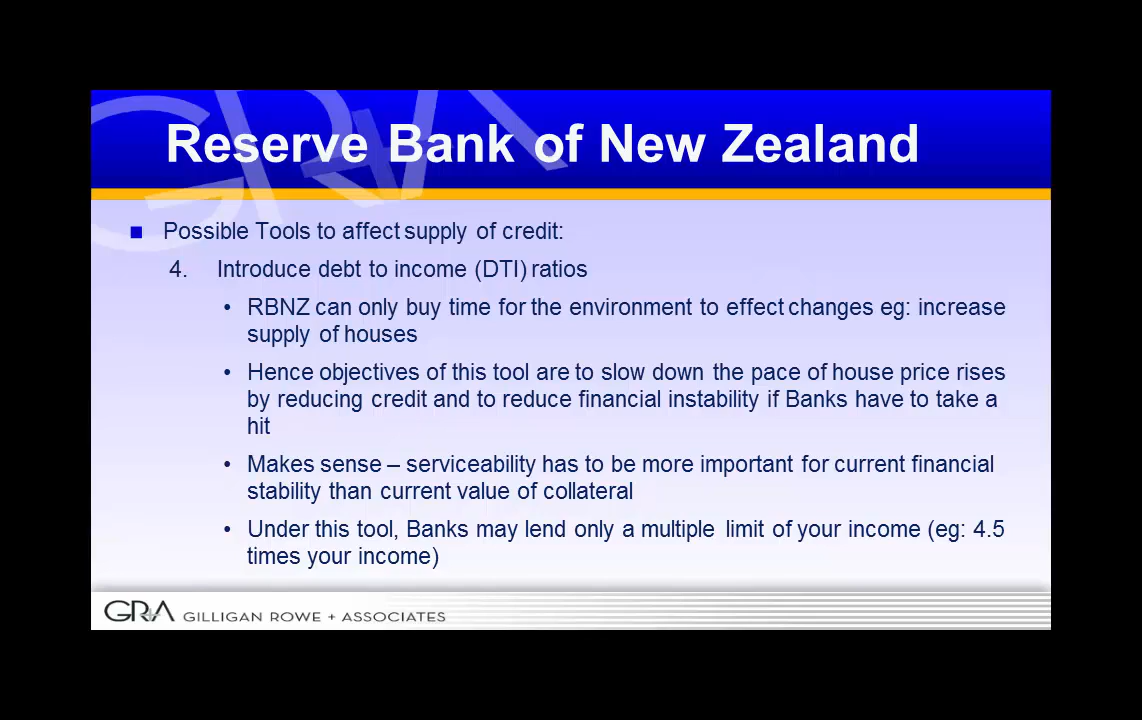 Reserve Bank of New Zealand
Possible Tools to affect supply of credit:
4. Introduce debt to income (DTI) ratios
• RBNZ can only buy time for the environment to effect changes eg: increase
supply of houses
• Hence objectives of this tool are to slow down the pace of house price rises
by reducing credit and to reduce financial instability if Banks have to take a
hit
• Makes sense – serviceability has to be more important for current financial
stability than current value of collateral
• Under this tool, Banks may lend only a multiple limit of your income (eg: 4.5
times your income)
GRA GILLIGAN ROWE + ASSOCIATES